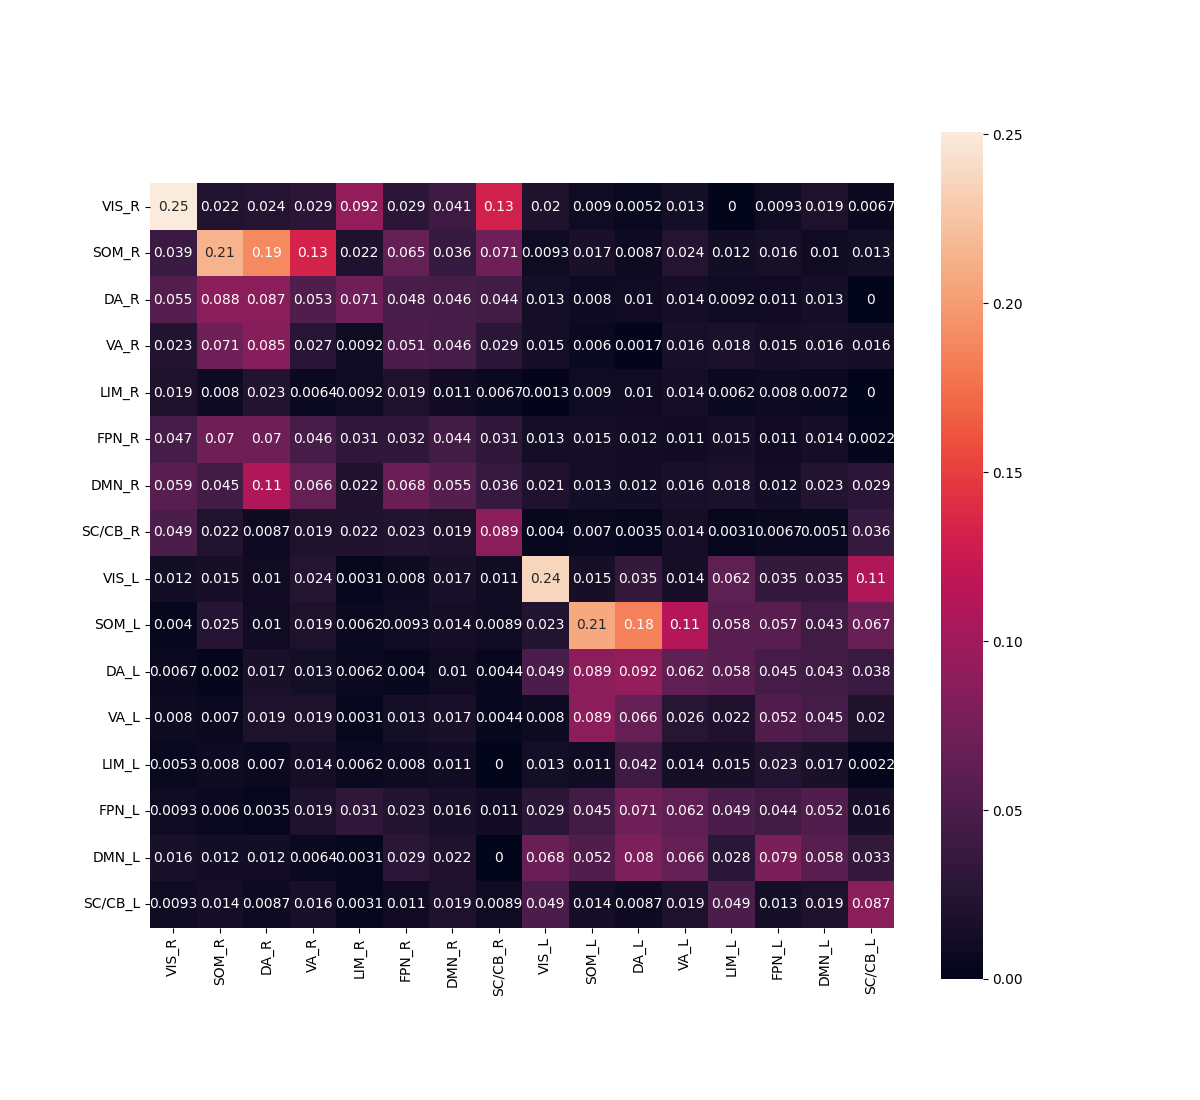 0.25
VIS_R 0.25 0.022 0.024 0.029 0.092 0.029 0.041 0.13 0.02 0.009 0.0052 0.013 0 0.0093 0.019 0.0067
SOM_R 0.039 0.21 0.19 0.13 0.022 0.065 0.036 0.071 0.0093 0.017 0.0087 0.024 0.012 0.016 0.01 0.013
DA_R 0.055 0.088 0.087 0.053 0.071 0.048 0.046 0.044 0.013 0.008 0.01 0.014 0.0092 0.011 0.013 0
0.20
VA_R 0.023 0.071 0.085 0.027 0.0092 0.051 0.046 0.029 0.015 0.006 0.0017 0.016 0.018 0.015 0.016 0.016
LIM_R 0.019 0.008 0.023 0.0064 0.0092 0.019 0.011 0.0067 0.0013 0.009 0.01 0.014 0.0062 0.008 0.0072 0
FPN_R 0.047 0.07 0.07 0.046 0.031 0.032 0.044 0.031 0.013 0.015 0.012 0.011 0.015 0.011 0.014 0.0022
0.15
DMN_R 0.059 0.045 0.11 0.066 0.022 0.068 0.055 0.036 0.021 0.013 0.012 0.016 0.018 0.012 0.023 0.029
SC/CB_R 0.049 0.022 0.0087 0.019 0.022 0.023 0.019 0.089 0.004 0.007 0.0035 0.014 0.0031 0.0067 0.0051 0.036
VIS_L 0.012 0.015 0.01 0.024 0.0031 0.008 0.017 0.011 0.24 0.015 0.035 0.014 0.062 0.035 0.035 0.11
SOM_L 0.004 0.025 0.01 0.019 0.0062 0.0093 0.014 0.0089 0.023 0.21 0.18 0.11 0.058 0.057 0.043 0.067
0.10
DA_L 0.0067 0.002 0.017 0.013 0.0062 0.004 0.01 0.0044 0.049 0.089 0.092 0.062 0.058 0.045 0.043 0.038
VA_L 0.008 0.007 0.019 0.019 0.0031 0.013 0.017 0.0044 0.008 0.089 0.066 0.026 0.022 0.052 0.045 0.02
LIM_L 0.0053 0.008 0.007 0.014 0.0062 0.008 0.011 0 0.013 0.011 0.042 0.014 0.015 0.023 0.017 0.0022
FPN_L 0.0093 0.006 0.0035 0.019 0.031 0.023 0.016 0.011 0.029 0.045 0.071 0.062 0.049 0.044 0.052 0.016
0.05
DMN_L 0.016 0.012 0.012 0.0064 0.0031 0.029 0.022 0 0.068 0.052 0.08 0.066 0.028 0.079 0.058 0.033
SC/CB_L 0.0093 0.014 0.0087 0.016 0.0031 0.011 0.019 0.0089 0.049 0.014 0.0087 0.019 0.049 0.013 0.019 0.087
0.00
VIS_R SOM_R DA_R VA_R LIM_R FPN_R DMN_R SC/CB_R VIS_L SOM_L DA_L VA_L LIM_L FPN_L DMN_L SC/CB_L